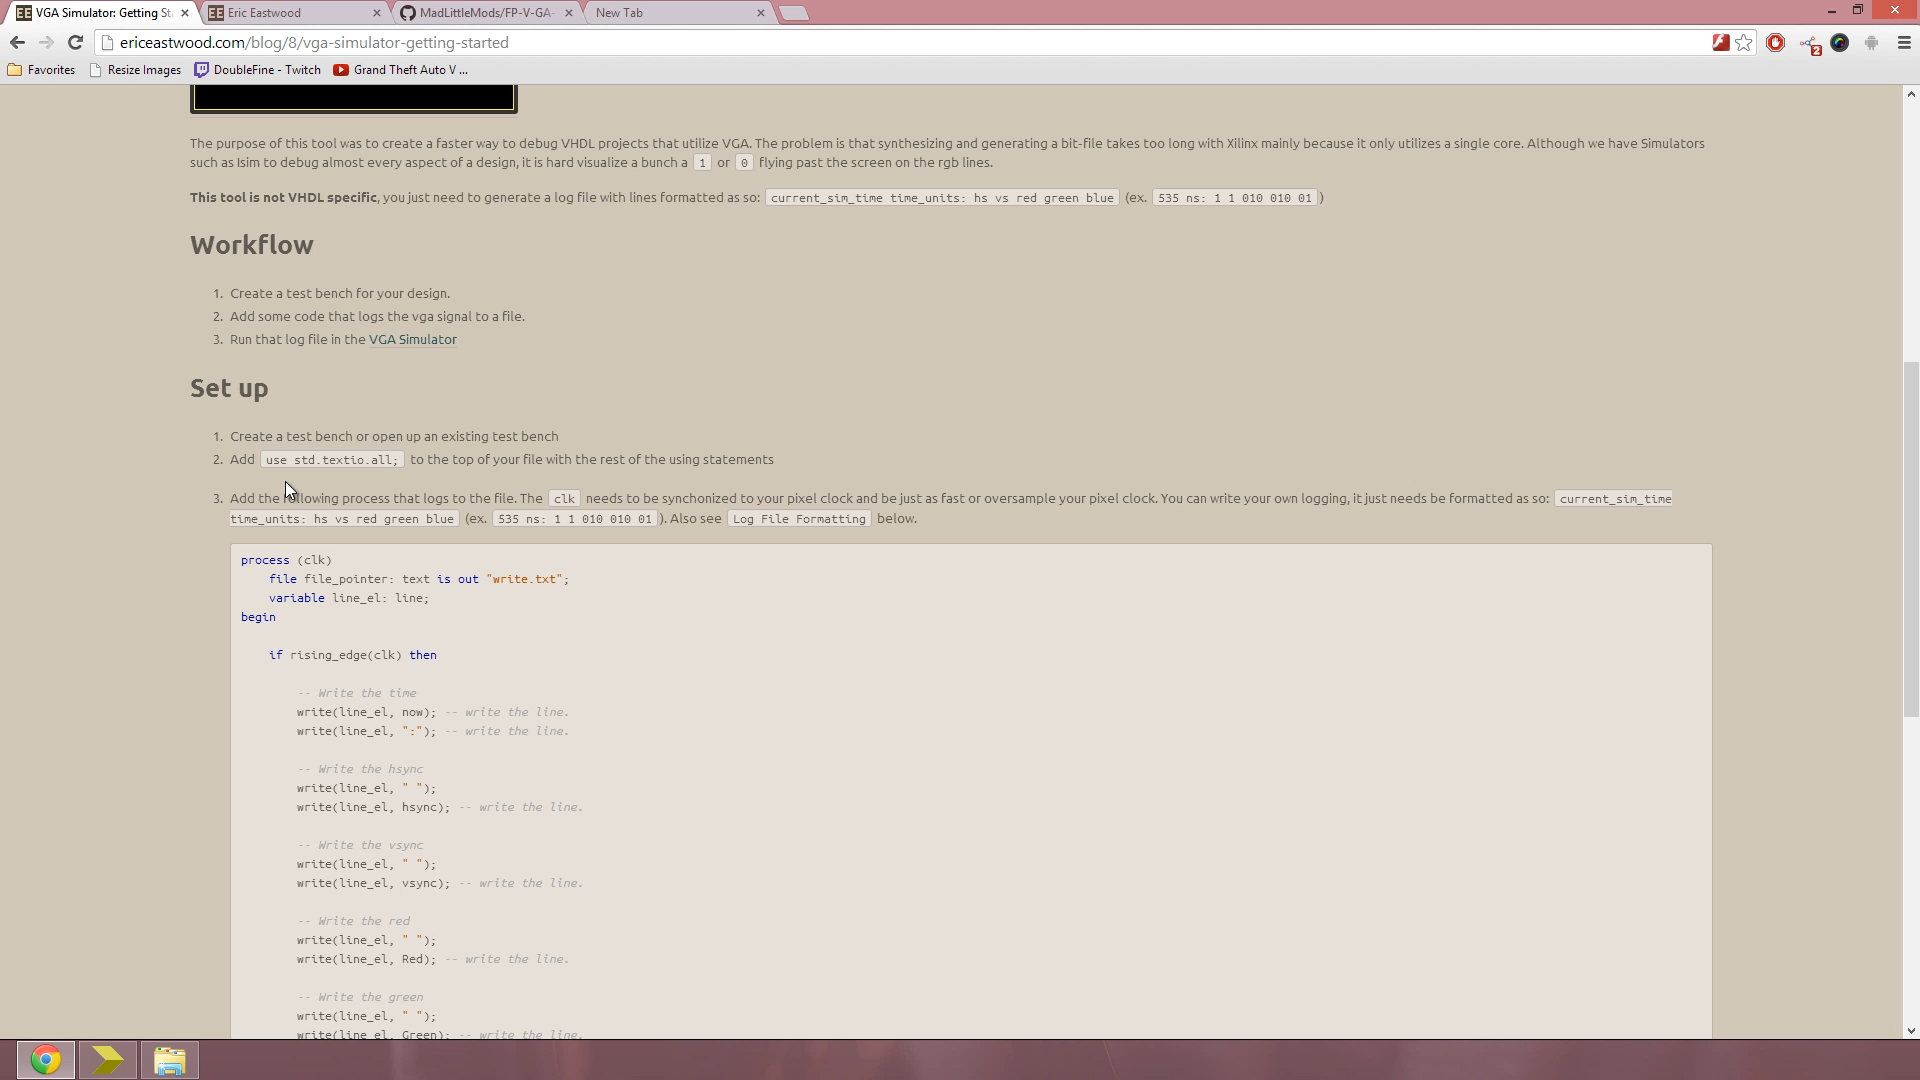 EE VGA Simulator: Getting St
EE Eric Eastwood
MadLittleMods/FP-V-GA-
New Tab
ericeastwood.com/blog/8/vga-simulator-getting-started
2
Favorites Resize Images DoubleFine - Twitch Grand Theft Auto V ...
The purpose of this tool was to create a faster way to debug VHDL projects that utilize VGA. The problem is that synthesizing and generating a bit-file takes too long with Xilinx mainly because it only utilizes a single core. Although we have Simulators
such as Isim to debug almost every aspect of a design, it is hard visualize a bunch a 1 or 0 flying past the screen on the rgb lines.
This tool is not VHDL specific, you just need to generate a log file with lines formatted as so: current_sim_time time_units: hs vs red green blue (ex. 535 ns: 1 1 010 010 01 )
Workflow
1. Create a test bench for your design.
2. Add some code that logs the vga signal to a file.
3. Run that log file in the VGA Simulator
Set up
1. Create a test bench or open up an existing test bench
2. Add use std.textio.all; to the top of your file with the rest of the using statements
3. Add the following process that logs to the file. The clk needs to be synchonized to your pixel clock and be just as fast or oversample your pixel clock. You can write your own logging, it just needs be formatted as so: current_sim_time
time_units: hs vs red green blue (ex. 535 ns: 1 1 010 010 01 ). Also see Log File Formatting below.
process (clk)
file file_pointer: text is out "write.txt";
variable line_el: line;
begin
if rising_edge(clk) then
-- Write the time
write(line_el, now); -- write the line.
write(line_el, ":"); -- write the line.
-- Write the hsync
write(line_el, " ");
write(line_el, hsync); -- write the line.
-- Write the vsync
write(line_el, " ");
write(line_el, vsync); -- write the line.
-- Write the red
write(line_el, " ");
write(line_el, Red); -- write the line.
-- Write the green
write(line_el, " ");
write(line_el, Green); -- write the line.